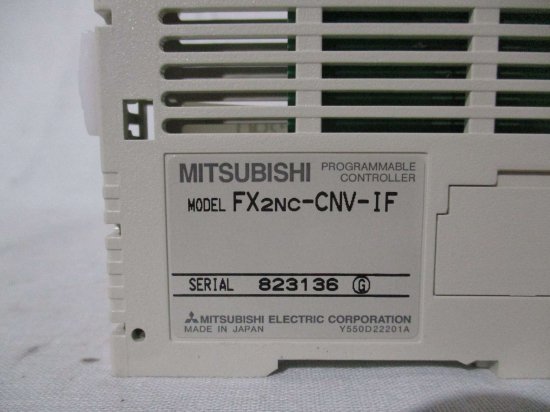 MITSUBISHI PROGRAMMABLE CONTROLLER
MODEL FX2NC-CNV-IF
SERIAL 823136 G
MITSUBISHI ELECTRIC CORPORATION
MADE IN JAPAN Y550D22201A